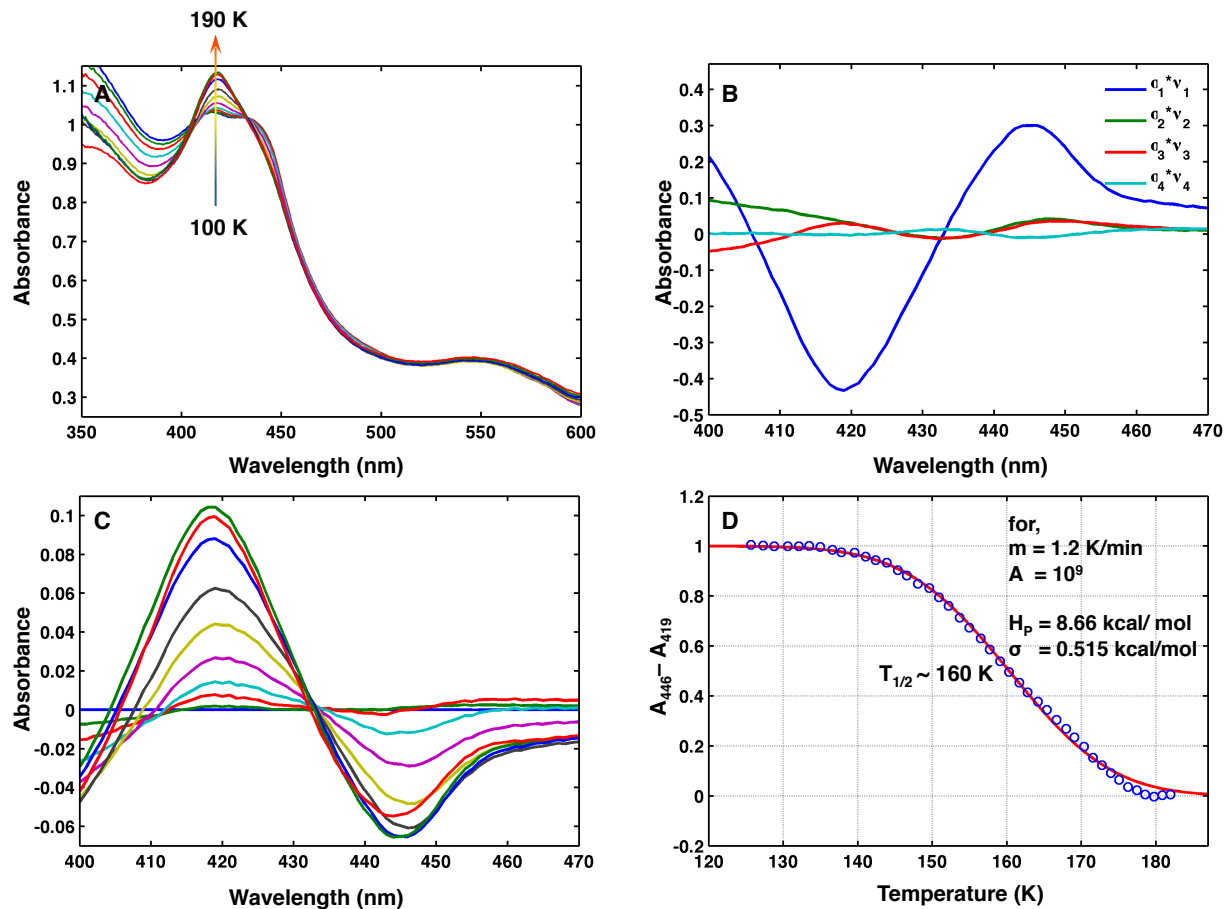 190 K
A
100 K
1.1
1
0.9
0.8
0.7
0.6
0.5
0.4
0.3
350 400 450 500 550 600
Absorbance
Wavelength (nm)
B
σ₁*ν₁
σ₂*ν₂
σ₃*ν₃
σ₄*ν₄
0.4
0.3
0.2
0.1
0
-0.1
-0.2
-0.3
-0.4
-0.5
400 410 420 430 440 450 460 470
Absorbance
Wavelength (nm)
C
0.1
0.08
0.06
0.04
0.02
0
-0.02
-0.04
-0.06
400 410 420 430 440 450 460 470
Absorbance
Wavelength (nm)
D
for,
m = 1.2 K/min
A = 10⁹
H_P = 8.66 kcal/ mol
σ = 0.515 kcal/mol
T_1/2 ~ 160 K
1.2
1
0.8
0.6
0.4
0.2
0
-0.2
120 130 140 150 160 170 180
A₄₄₆– A₄₁₉
Temperature (K)